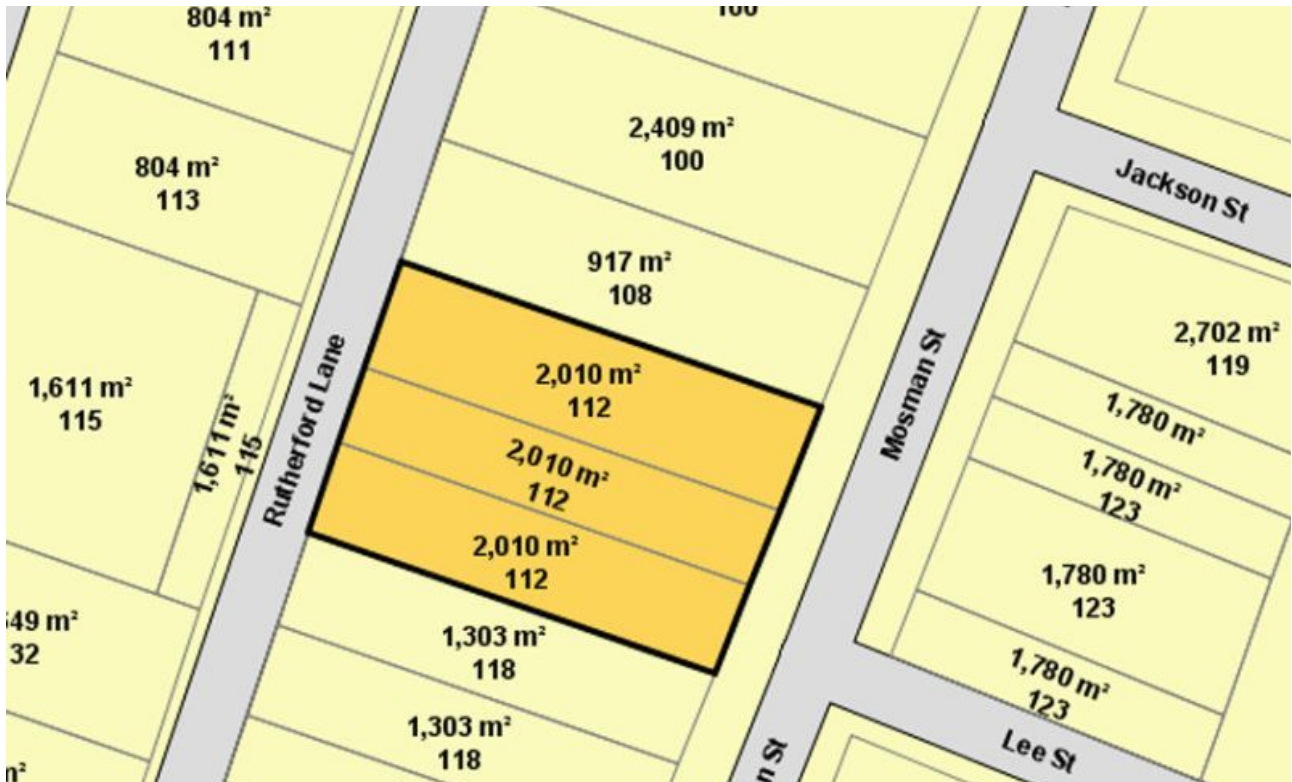 804 m²
111
100
2,409 m²
100
Jackson St
804 m²
113
917 m²
108
2,702 m²
119
2,010 m²
112
Mosman St
1,611 m²
115
Rutherford Lane
1,611 m²
115
1,780 m²
2,010 m²
112
1,780 m²
123
2,010 m²
112
1,780 m²
123
49 m²
32
1,303 m²
118
1,780 m²
123
1,303 m²
118
Lee St
n St
m²